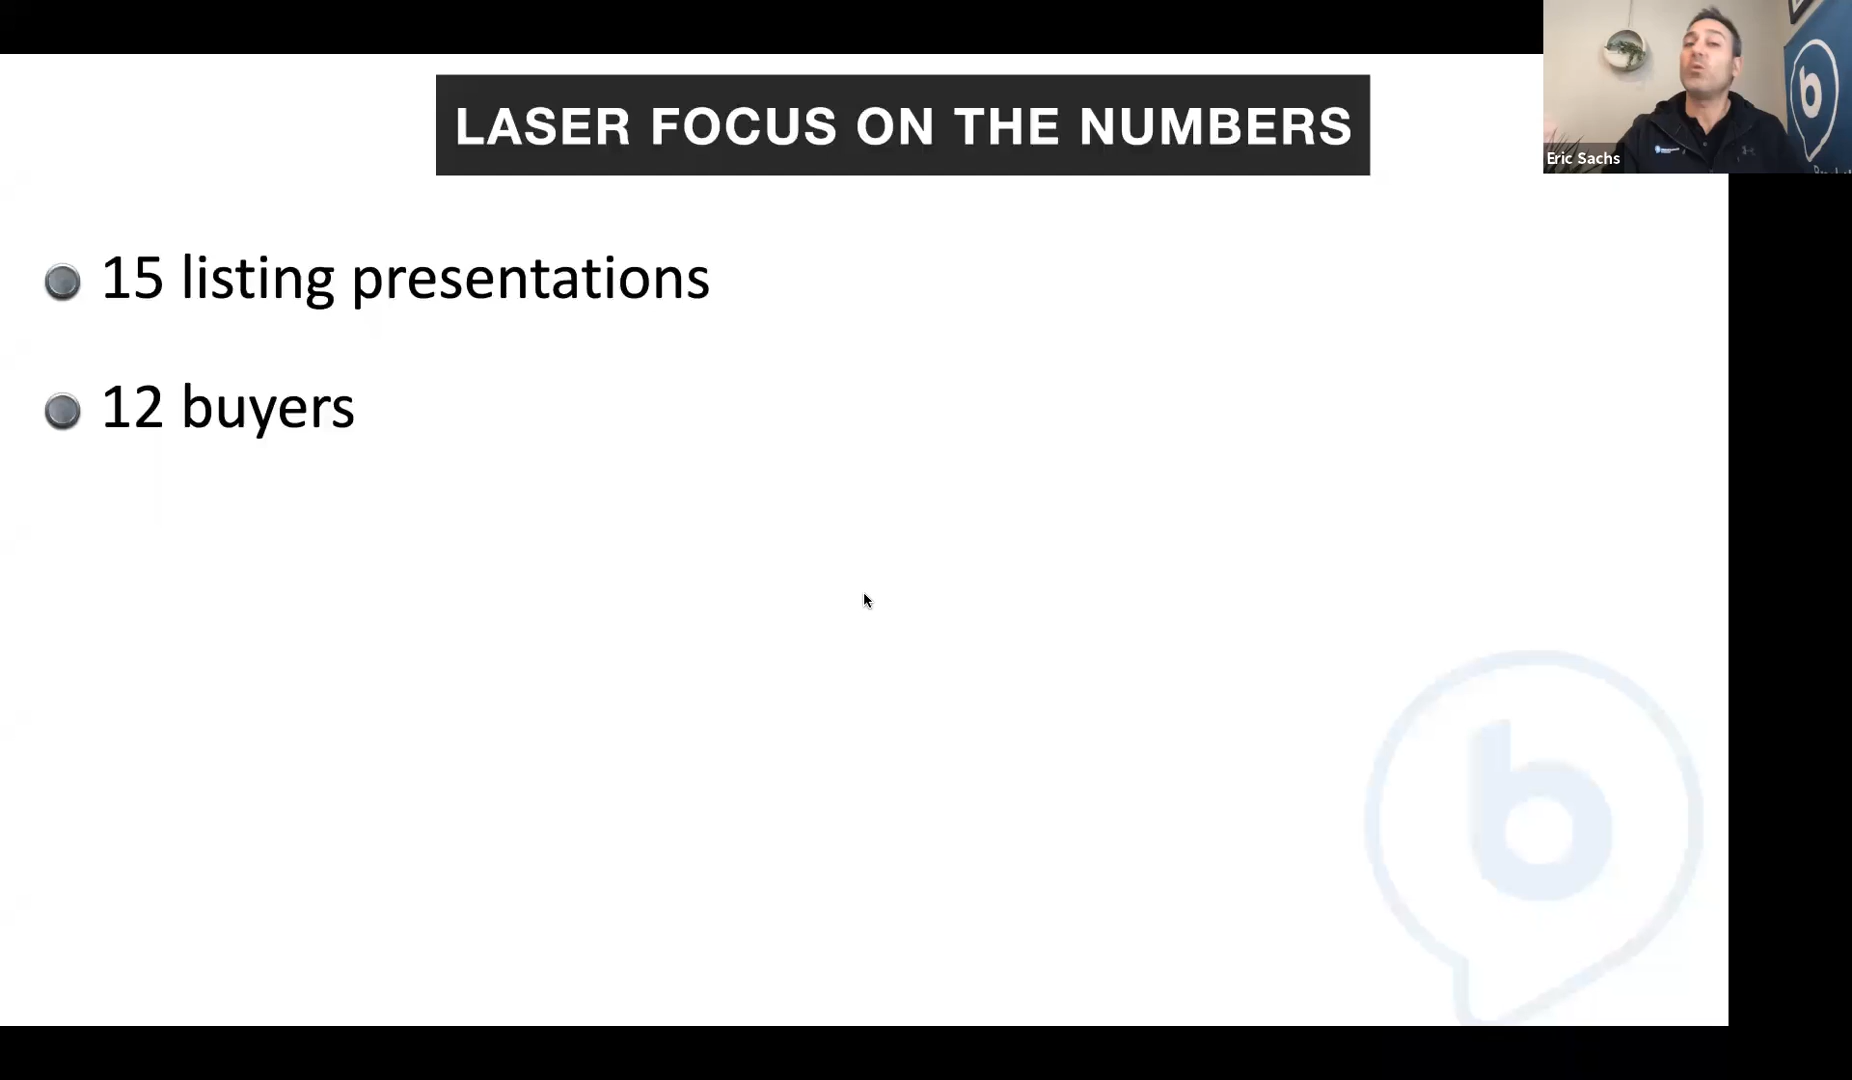 LASER FOCUS ON THE NUMBERS
Eric Sachs
15 listing presentations
12 buyers
b
b